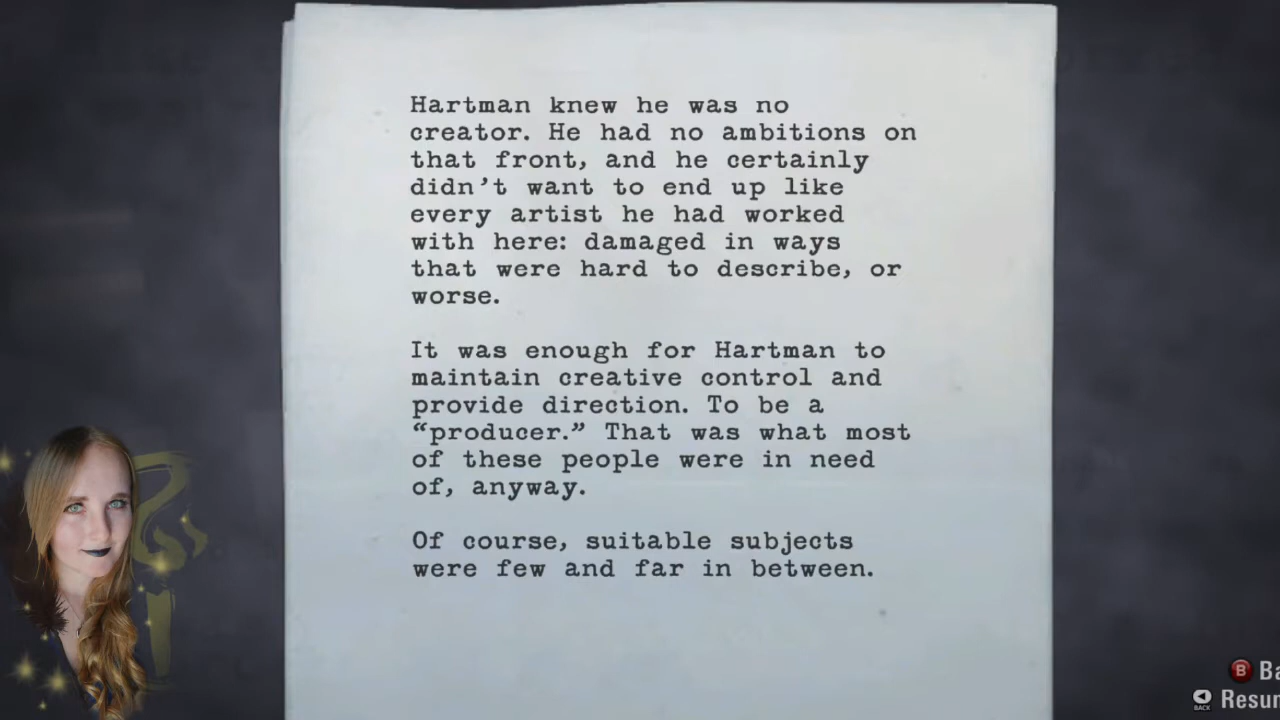 Hartman knew he was no
creator. He had no ambitions on
that front, and he certainly
didn’t want to end up like
every artist he had worked
with here: damaged in ways
that were hard to describe, or
worse.
It was enough for Hartman to
maintain creative control and
provide direction. To be a
“producer.” That was what most
of these people were in need
of, anyway.
Of course, suitable subjects
were few and far in between.
B Ba
BACK Resum